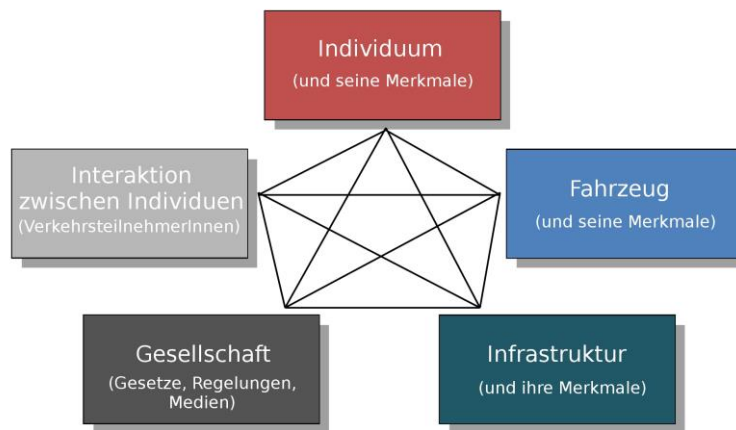 Individuum
(und seine Merkmale)
Interaktion
zwischen Individuen
(VerkehrsteilnehmerInnen)
Fahrzeug
(und seine Merkmale)
Gesellschaft
(Gesetze, Regelungen,
Medien)
Infrastruktur
(und ihre Merkmale)